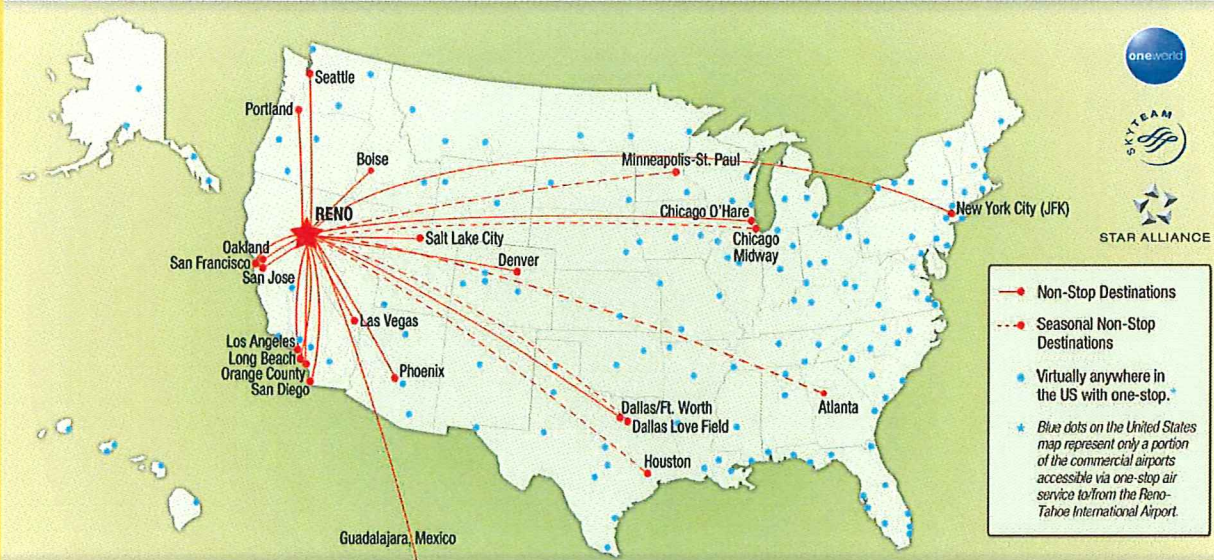 Seattle
Portland
Boise
Minneapolis-St. Paul
RENO
Chicago O'Hare
New York City (JFK)
Oakland
San Francisco
San Jose
Salt Lake City
Chicago
Midway
Denver
Las Vegas
Los Angeles
Long Beach
Orange County
San Diego
Phoenix
Dallas/Ft. Worth
Dallas Love Field
Atlanta
Houston
Guadalajara, Mexico
oneworld
SKYTEAM
STAR ALLIANCE
Non-Stop Destinations
Seasonal Non-Stop
Destinations
Virtually anywhere in
the US with one-stop.*
Blue dots on the United States
map represent only a portion
of the commercial airports
accessible via one-stop air
service to/from the Reno-
Tahoe International Airport.